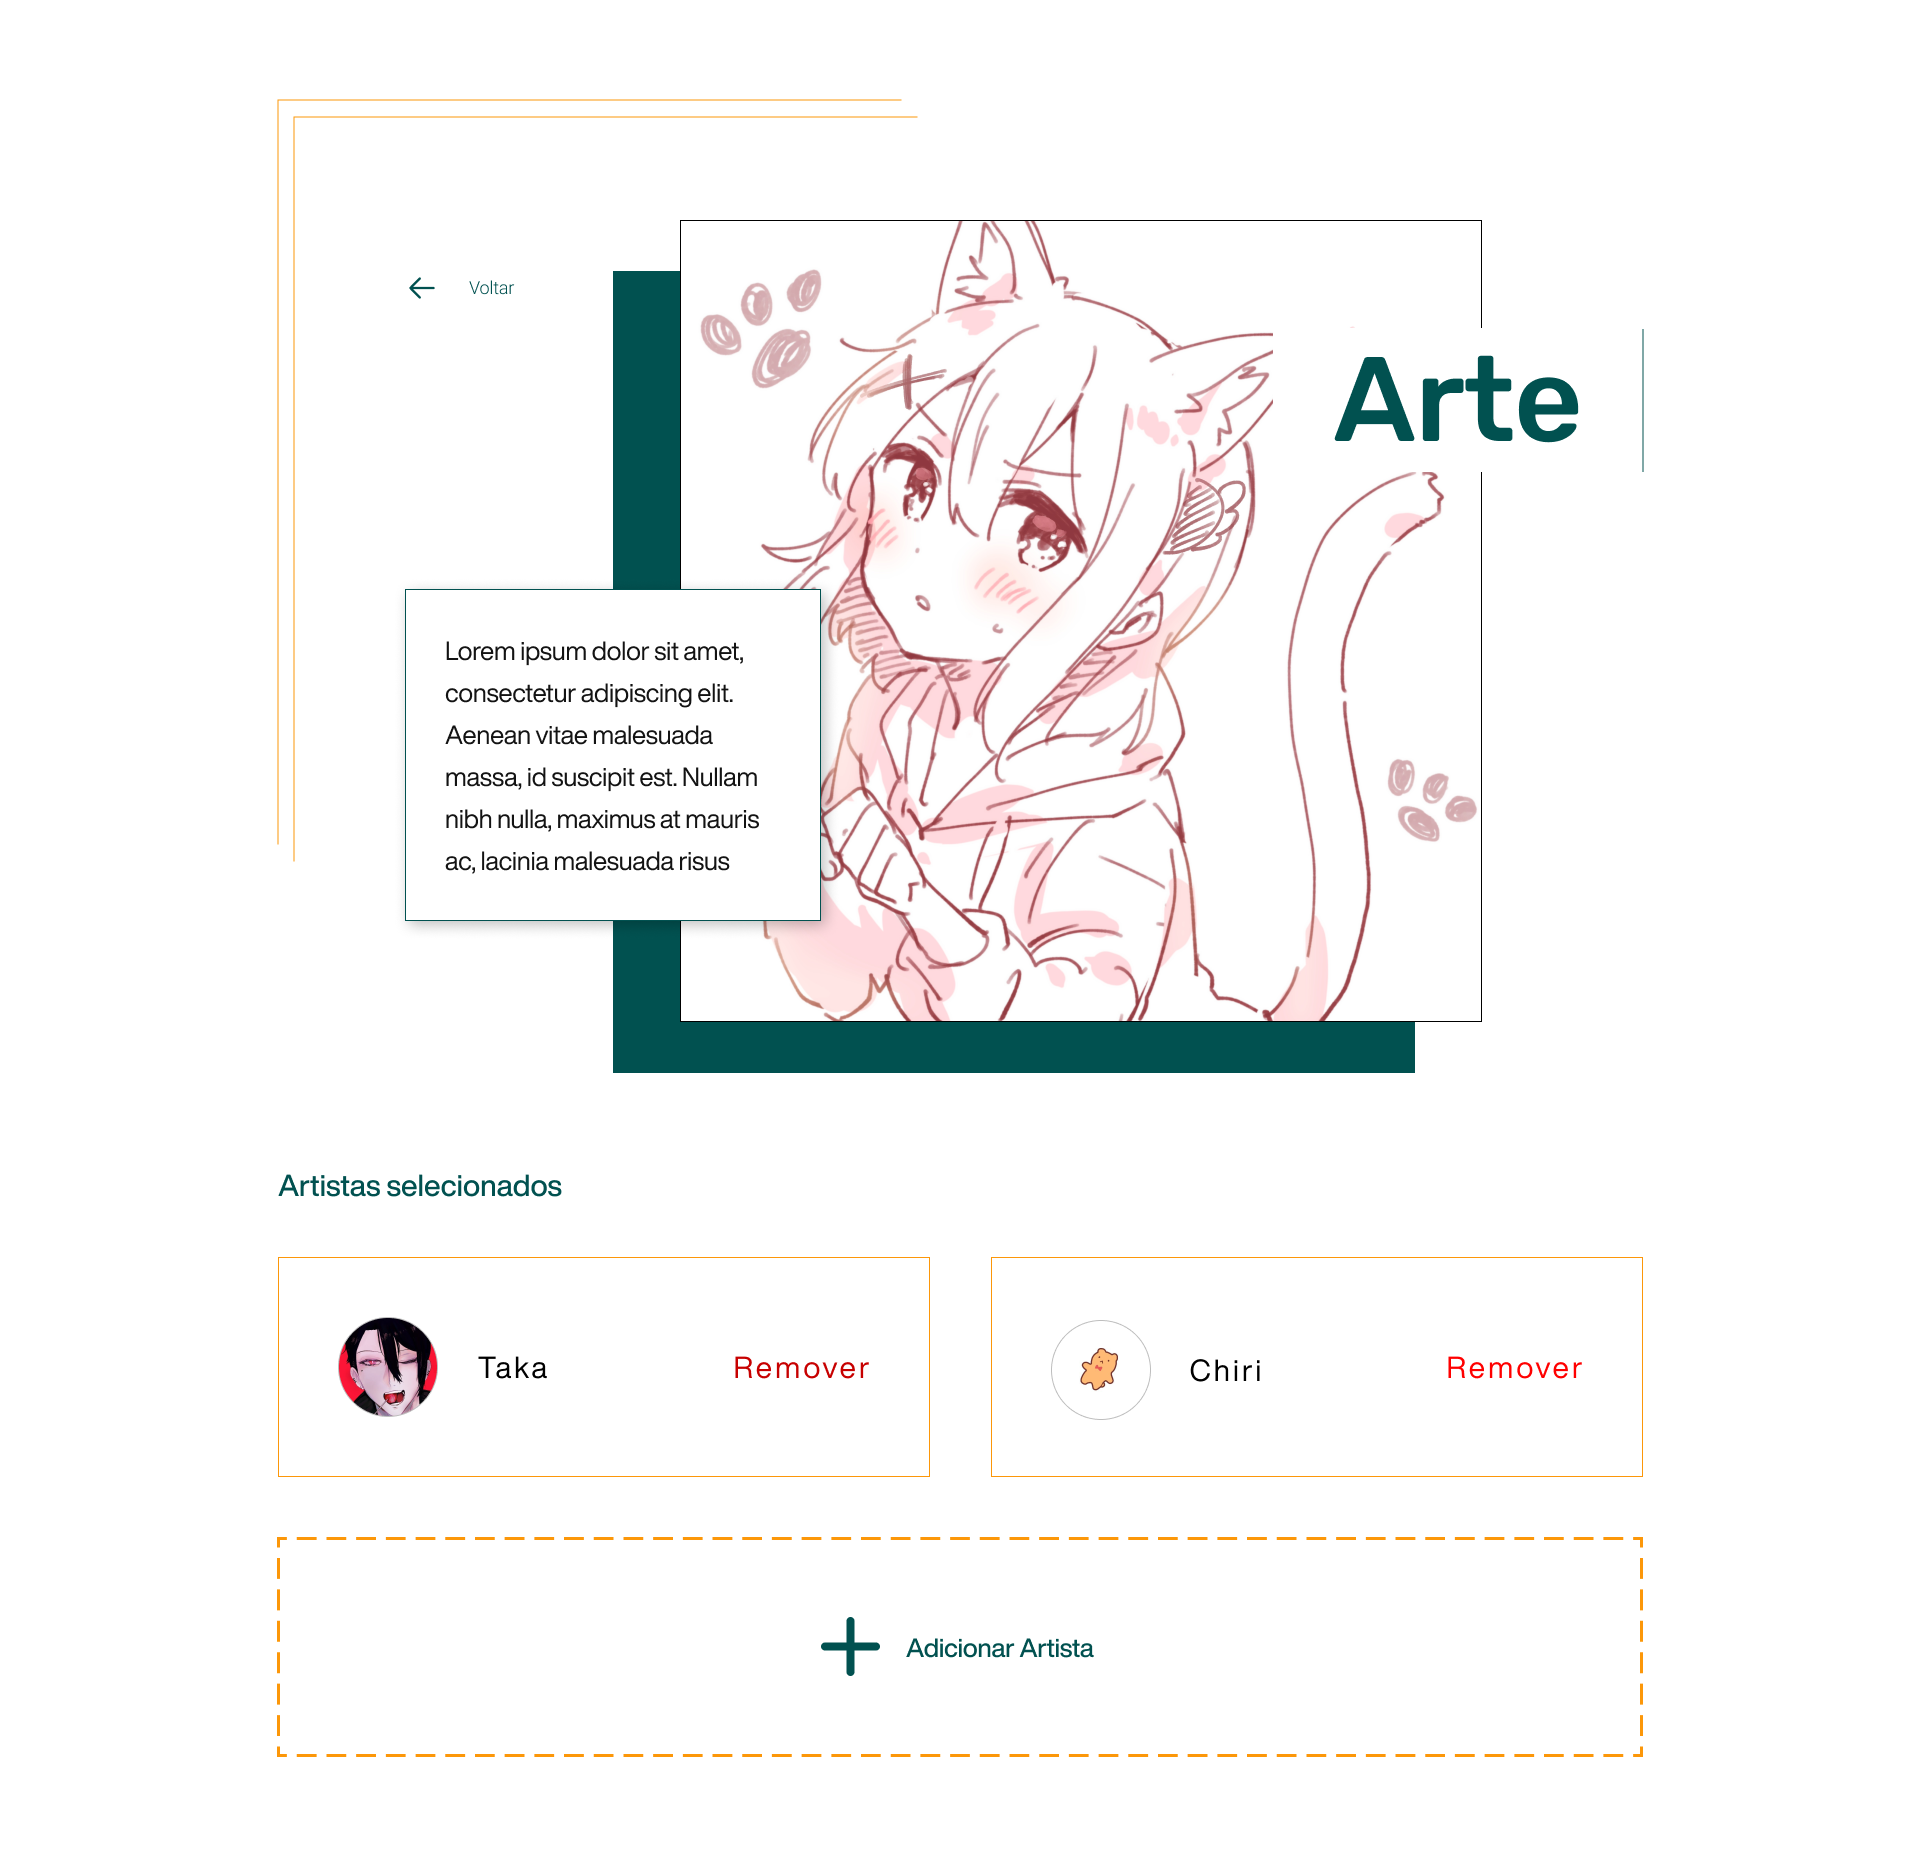 Voltar
Arte
Lorem ipsum dolor sit amet,
consectetur adipiscing elit.
Aenean vitae malesuada
massa, id suscipit est. Nullam
nibh nulla, maximus at mauris
ac, lacinia malesuada risus
Artistas selecionados
Taka
Remover
Chiri
Remover
Adicionar Artista